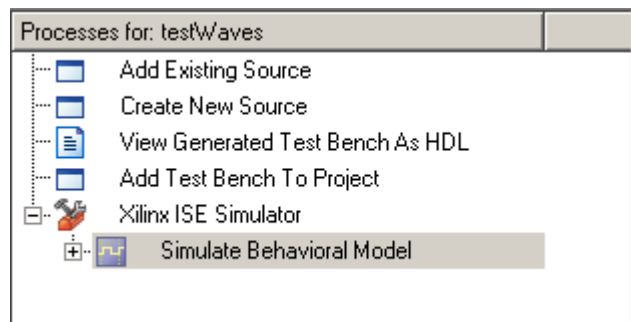 Processes for: testWaves
Add Existing Source
Create New Source
View Generated Test Bench As HDL
Add Test Bench To Project
Xilinx ISE Simulator
Simulate Behavioral Model